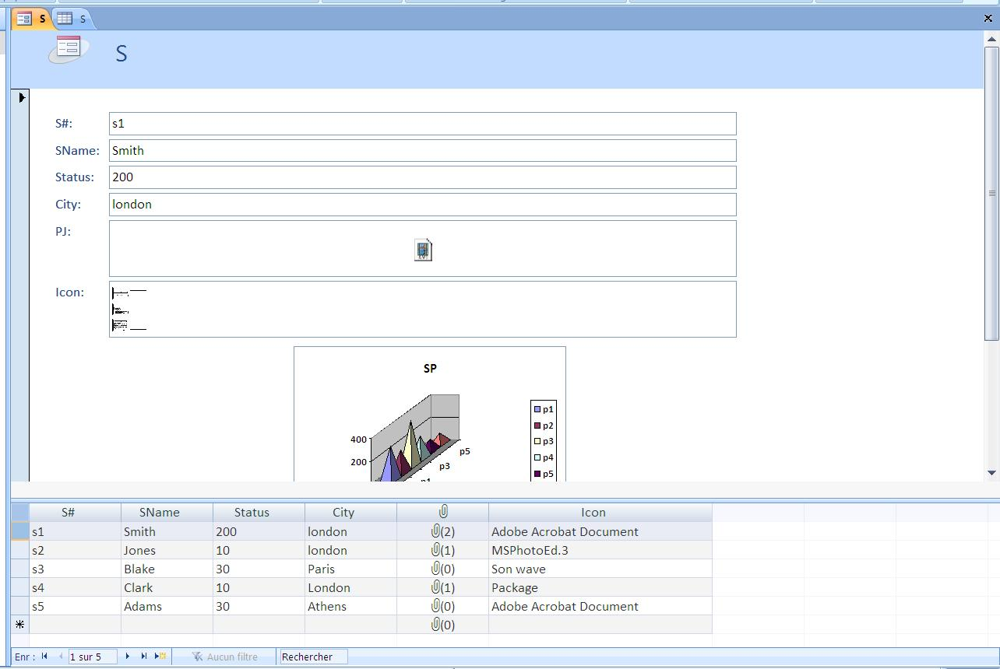 S S
S
S#: s1
SName: Smith
Status: 200
City: london
PJ:
Icon:
SP
400
200
p5
p3
p1
p1
p2
p3
p4
p5
S# SName Status City Icon
s1 Smith 200 london (2) Adobe Acrobat Document
s2 Jones 10 london (1) MSPhotoEd.3
s3 Blake 30 Paris (0) Son wave
s4 Clark 10 London (1) Package
s5 Adams 30 Athens (0) Adobe Acrobat Document
(0)
Enr : 1 sur 5 Aucun filtre Rechercher